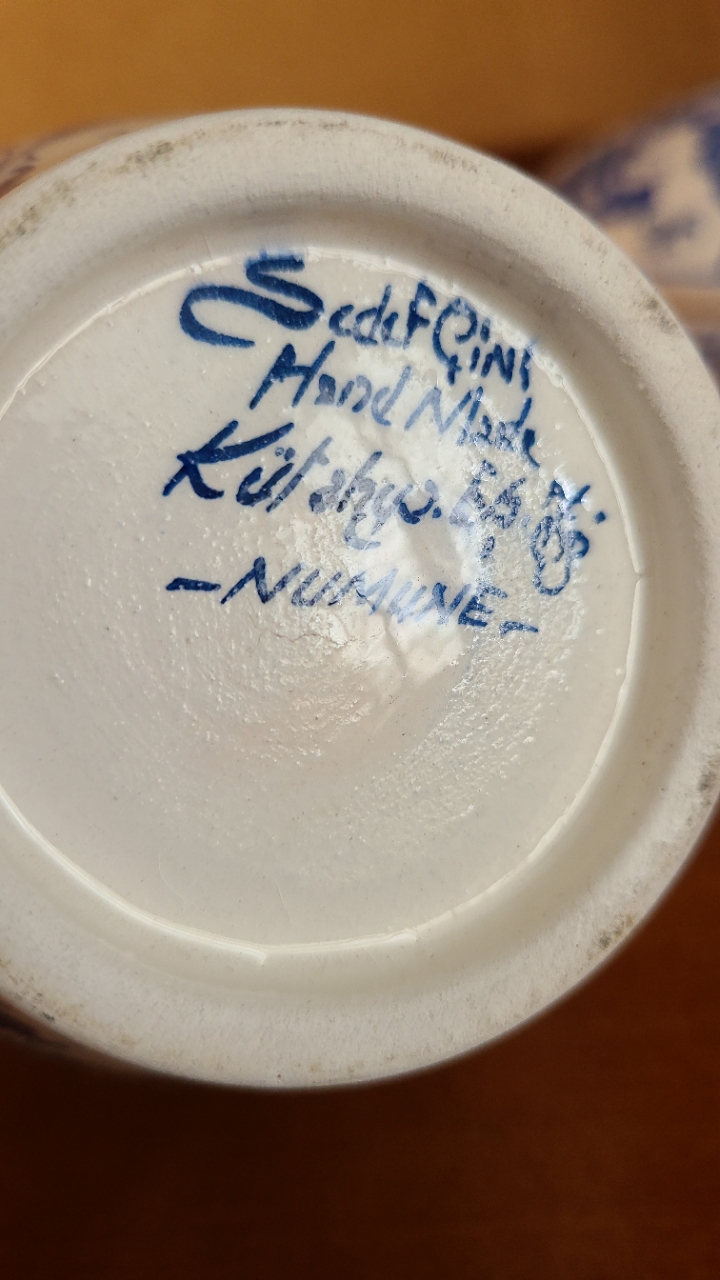 Sedef Çini
Hand Made
Kütahya.
-NUMUNE-